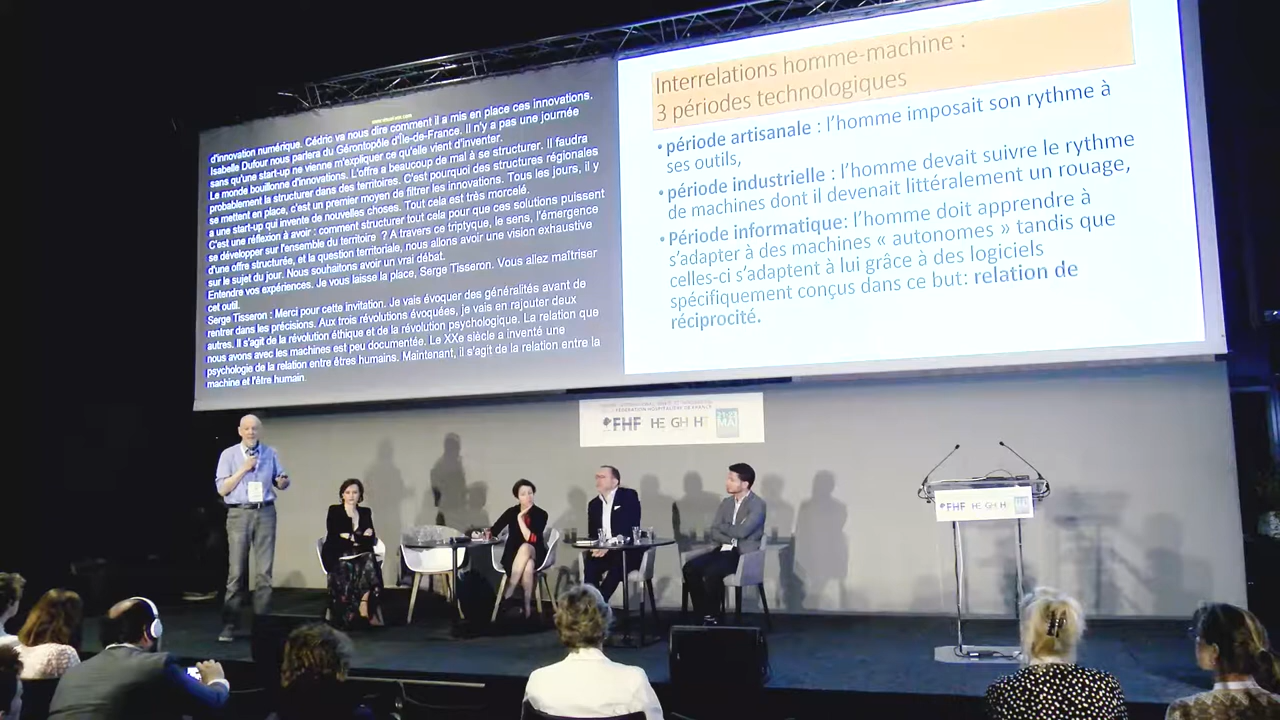 d'innovation numérique. Cédric va nous dire comment il a mis en place ces innovations.
Isabelle Dufour nous parlera du Gérontopôle d'Île-de-France. Il n'y a pas une journée
sans qu'une start-up ne vienne m'expliquer ce qu'elle vient d'inventer.
Le monde bouillonne d'innovations. L'offre a beaucoup de mal à se structurer. Il faudra
probablement la structurer dans des territoires. C'est pourquoi des structures régionales
se mettent en place, c'est un premier moyen de filtrer les innovations. Tous les jours, il y
a une start-up qui invente de nouvelles choses. Tout cela est très morcelé.
C'est une réflexion à avoir : comment structurer tout cela pour que ces solutions puissent
se développer sur l'ensemble du territoire ? A travers ce triptyque, le sens, l'émergence
d'une offre structurée, et la question territoriale, nous allons avoir une vision exhaustive
sur le sujet du jour. Nous souhaitons avoir un vrai débat.
Entendre vos expériences. Je vous laisse la place, Serge Tisseron. Vous allez maîtriser
cet outil.
Serge Tisseron : Merci pour cette invitation. Je vais évoquer des généralités avant de
rentrer dans les précisions. Aux trois révolutions évoquées, je vais en rajouter deux
autres. Il s'agit de la révolution éthique et de la révolution psychologique. La relation que
nous avons avec les machines est peu documentée. Le XXe siècle a inventé une
psychologie de la relation entre êtres humains. Maintenant, il s'agit de la relation entre la
machine et l'être humain.
Interrelations homme-machine :
3 périodes technologiques
• période artisanale : l'homme imposait son rythme à
ses outils,
• période industrielle : l'homme devait suivre le rythme
de machines dont il devenait littéralement un rouage,
• Période informatique: l'homme doit apprendre à
s'adapter à des machines « autonomes » tandis que
celles-ci s'adaptent à lui grâce à des logiciels
spécifiquement conçus dans ce but: relation de
réciprocité.
FÉDÉRATION HOSPITALIÈRE DE FRANCE
FHF HE GH H
FHF HE GH H